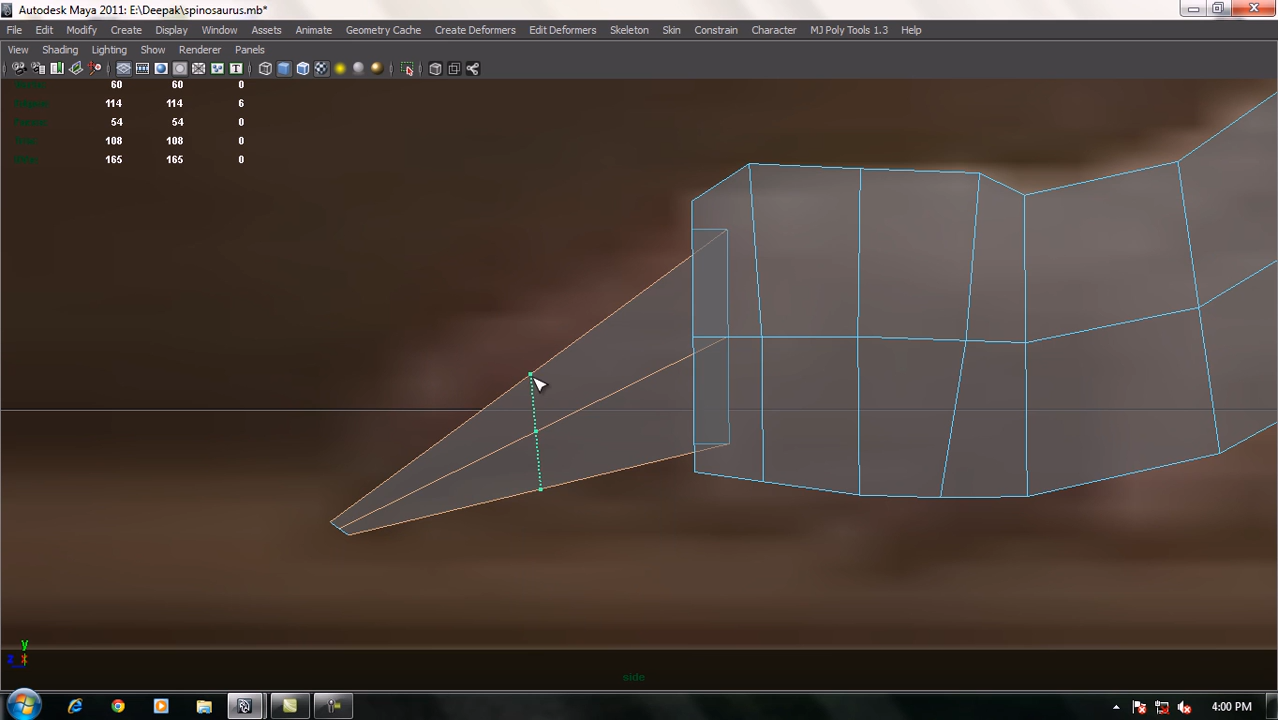 Autodesk Maya 2011: E:\Deepak\spinosaurus.mb*
File Edit Modify Create Display Window Assets Animate Geometry Cache Create Deformers Edit Deformers Skeleton Skin Constrain Character MJ Poly Tools 1.3 Help
View Shading Lighting Show Renderer Panels
60 60 0
114 114 6
54 54 0
108 108 0
165 165 0
y
z x
side
4:00 PM